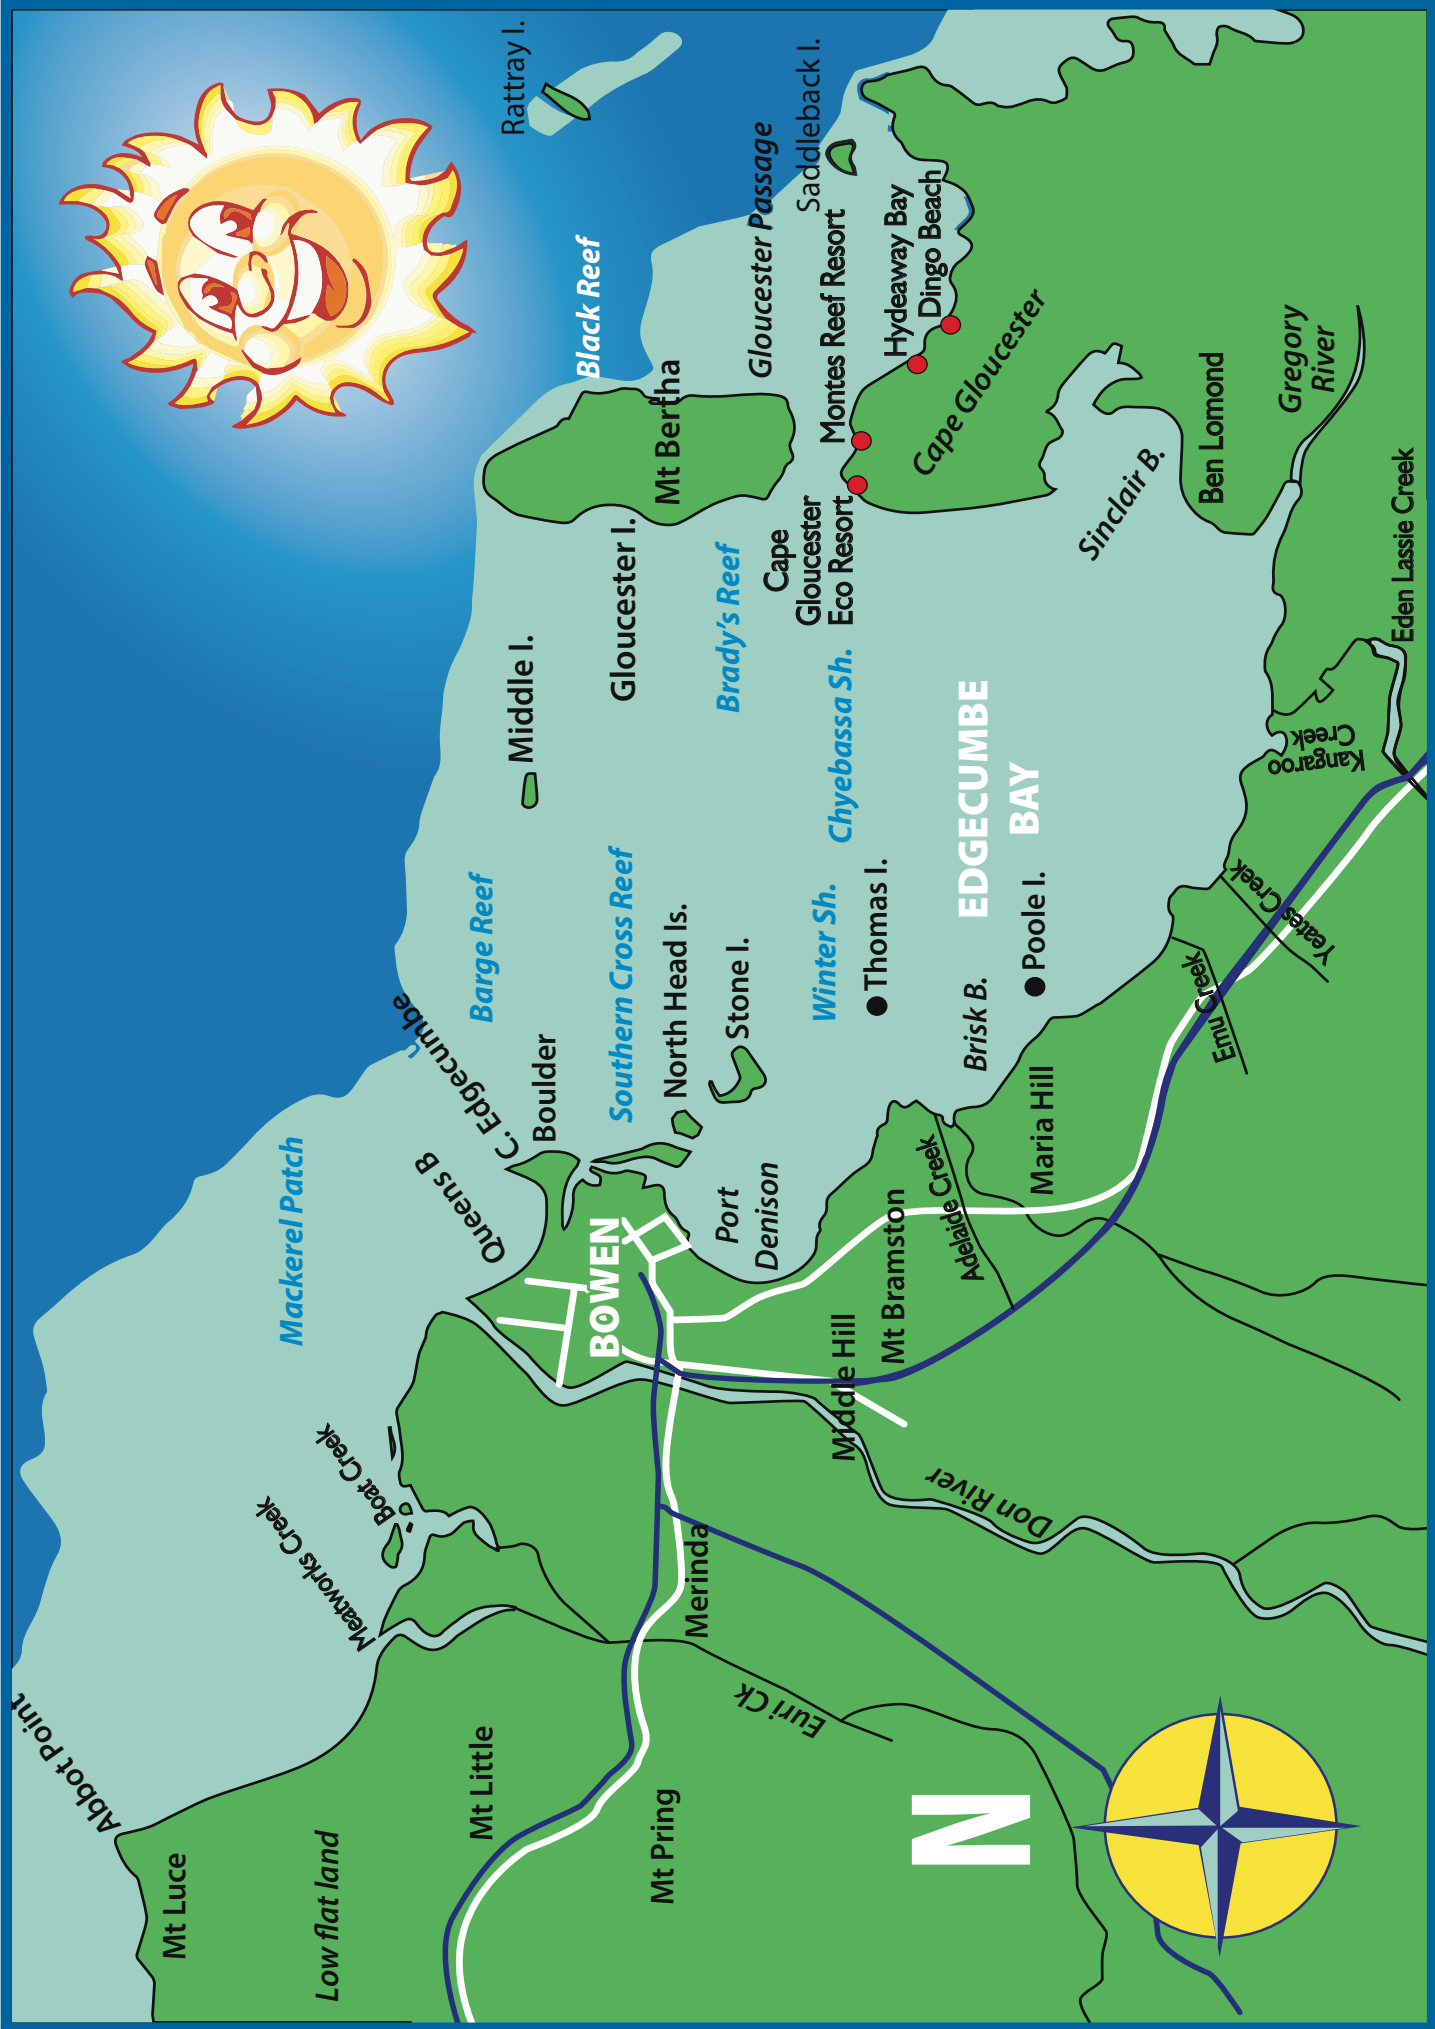 Rattray I.
Saddleback I.
Gloucester Passage
Black Reef
Montes Reef Resort
Hydeaway Bay
Dingo Beach
Mt Bertha
Cape Gloucester
Gregory
River
Ben Lomond
Sinclair B.
Eden Lassie Creek
Cape
Gloucester
Eco Resort
Gloucester I.
Brady's Reef
Middle I.
Chyebassa Sh.
EDGECUMBE
BAY
Kangaroo
Creek
Barge Reef
Southern Cross Reef
North Head Is.
Stone I.
Winter Sh.
Thomas I.
Poole I.
Brisk B.
Yeates Creek
Emu Creek
C. Edgecumbe
Boulder
Queens B
Mackerel Patch
Port
Denison
BOWEN
Maria Hill
Adelaide Creek
Mt Bramston
Middle Hill
Don River
Boat Creek
Meatworks Creek
Merinda
Euri Ck
Abbot Point
Mt Luce
Low flat land
Mt Little
Mt Pring
N